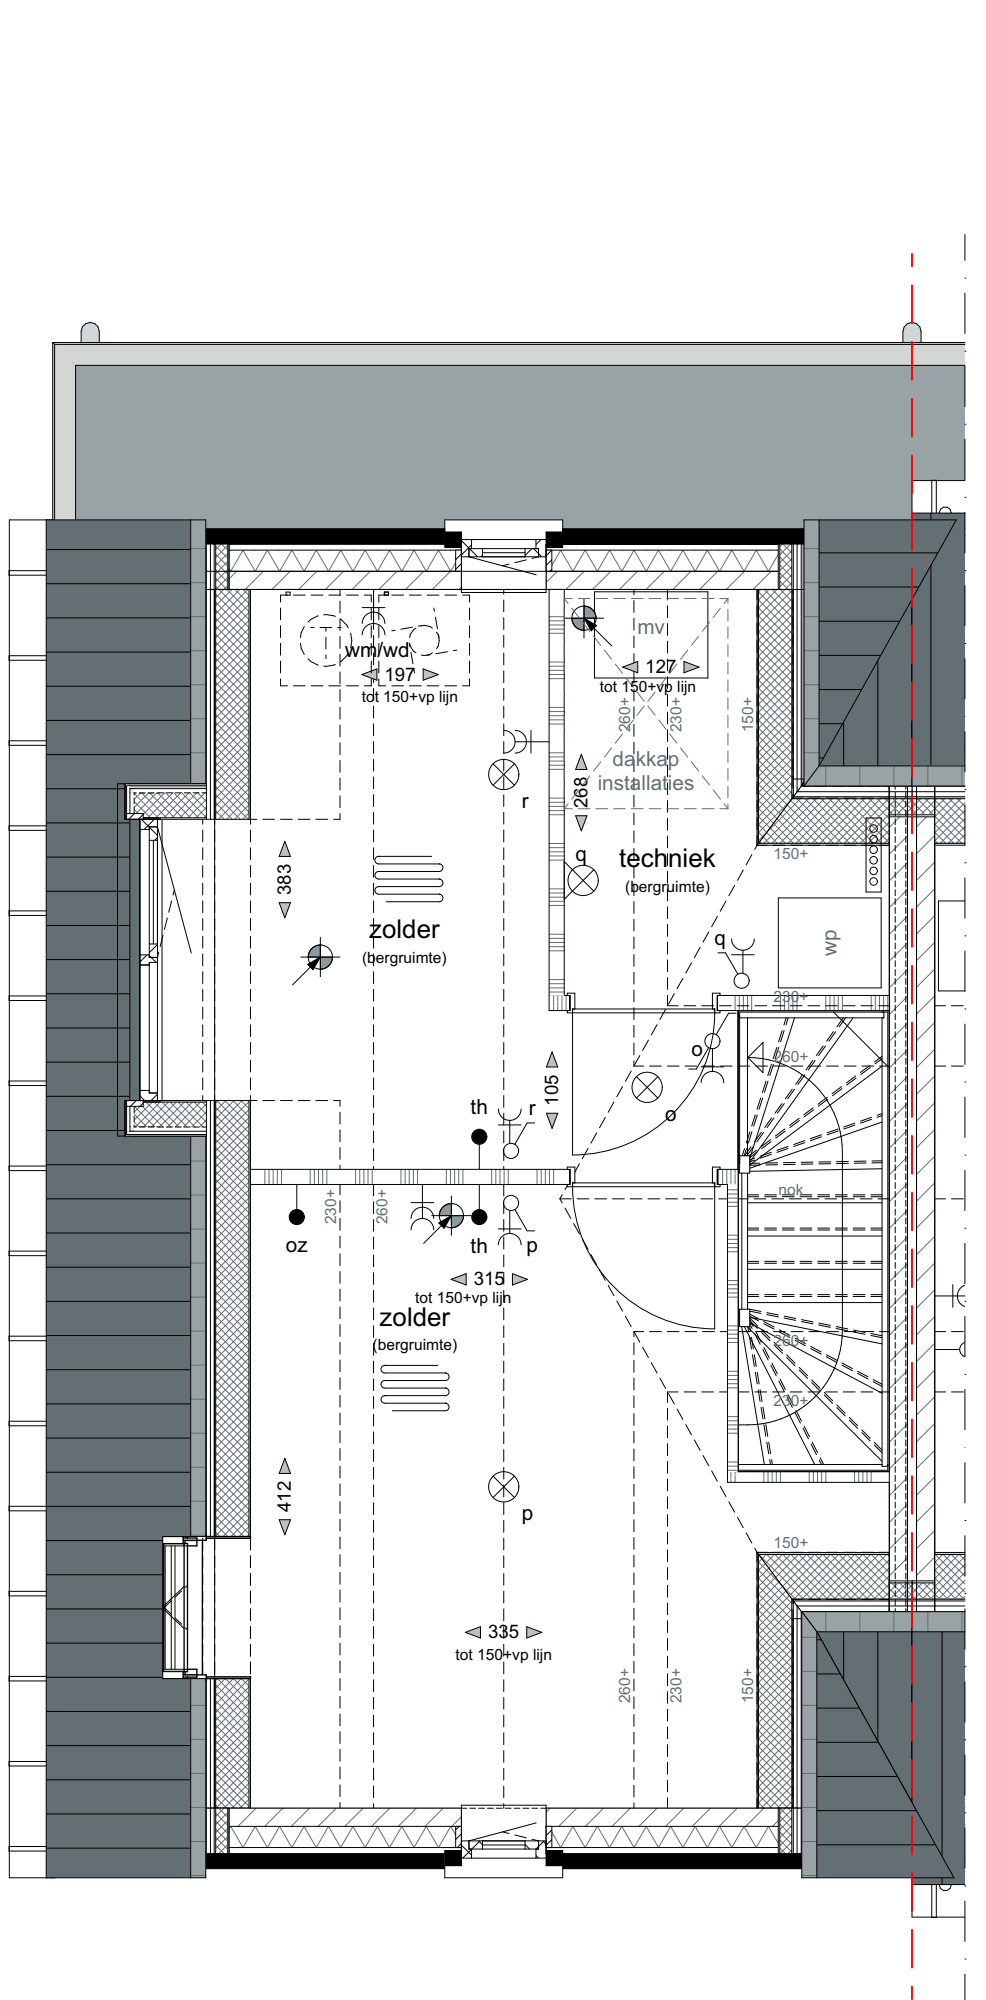 wm/wd
197
tot 150+vp lijn
mv
127
tot 150+vp lijn
260+
230+
150+
r
dakkap
installaties
268
q
techniek
(bergruimte)
150+
383
zolder
(bergruimte)
q
wp
230+
260+
o
o
105
th
r
nok
230+
260+
oz
th
p
315
tot 150+vp lijn
zolder
(bergruimte)
260+
230+
412
p
150+
335
tot 150+vp lijn
260+
230+
150+